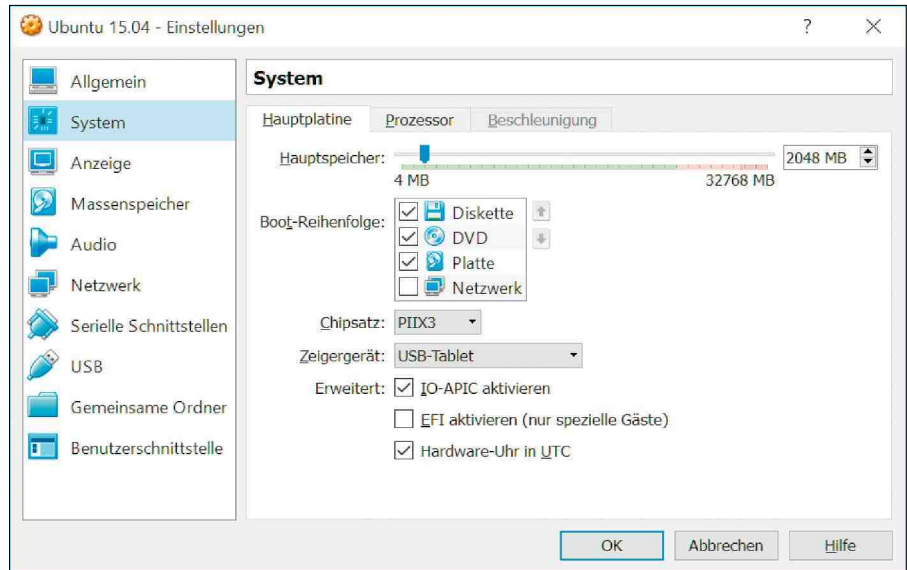 Ubuntu 15.04 - Einstellungen ?
Allgemein
System
Anzeige
Massenspeicher
Audio
Netzwerk
Serielle Schnittstellen
USB
Gemeinsame Ordner
Benutzerschnittstelle
System
Hauptplatine Prozessor Beschleunigung
Hauptspeicher: 2048 MB
4 MB 32768 MB
Boot-Reihenfolge: Diskette
DVD
Platte
Netzwerk
Chipsatz: PIIX3
Zeigergerät: USB-Tablet
Erweitert: IO-APIC aktivieren
EFI aktivieren (nur spezielle Gäste)
Hardware-Uhr in UTC
OK Abbrechen Hilfe